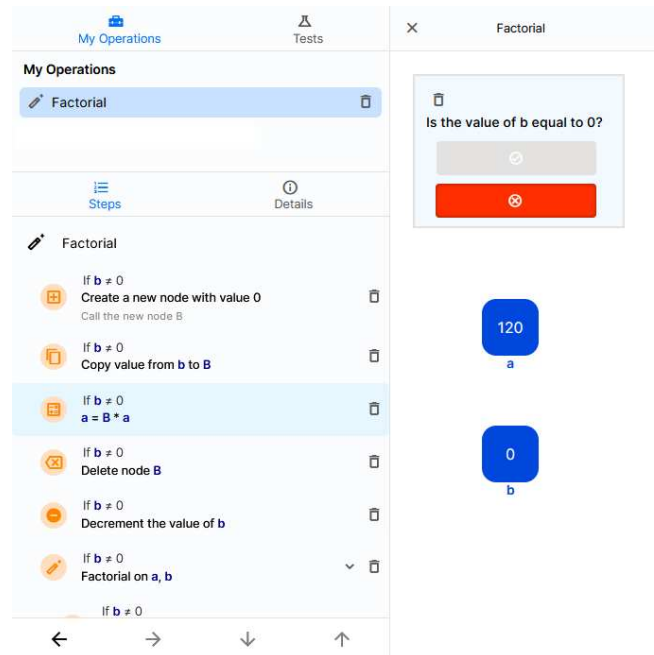 My Operations
Tests
My Operations
Factorial
Steps
Details
Factorial
If b ≠ 0
Create a new node with value 0
Call the new node B
If b ≠ 0
Copy value from b to B
If b ≠ 0
a = B * a
If b ≠ 0
Delete node B
If b ≠ 0
Decrement the value of b
If b ≠ 0
Factorial on a, b
If b ≠ 0
Factorial
Is the value of b equal to 0?
120
a
0
b